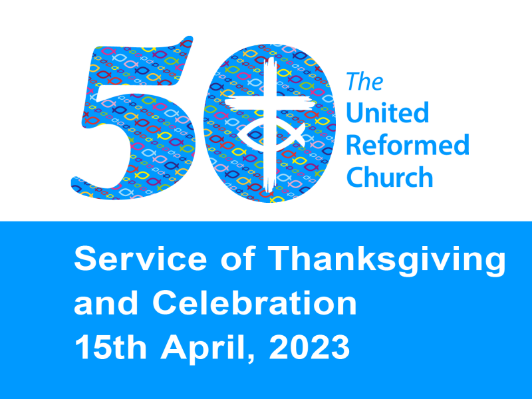 50
The
United
Reformed
Church
Service of Thanksgiving
and Celebration
15th April, 2023